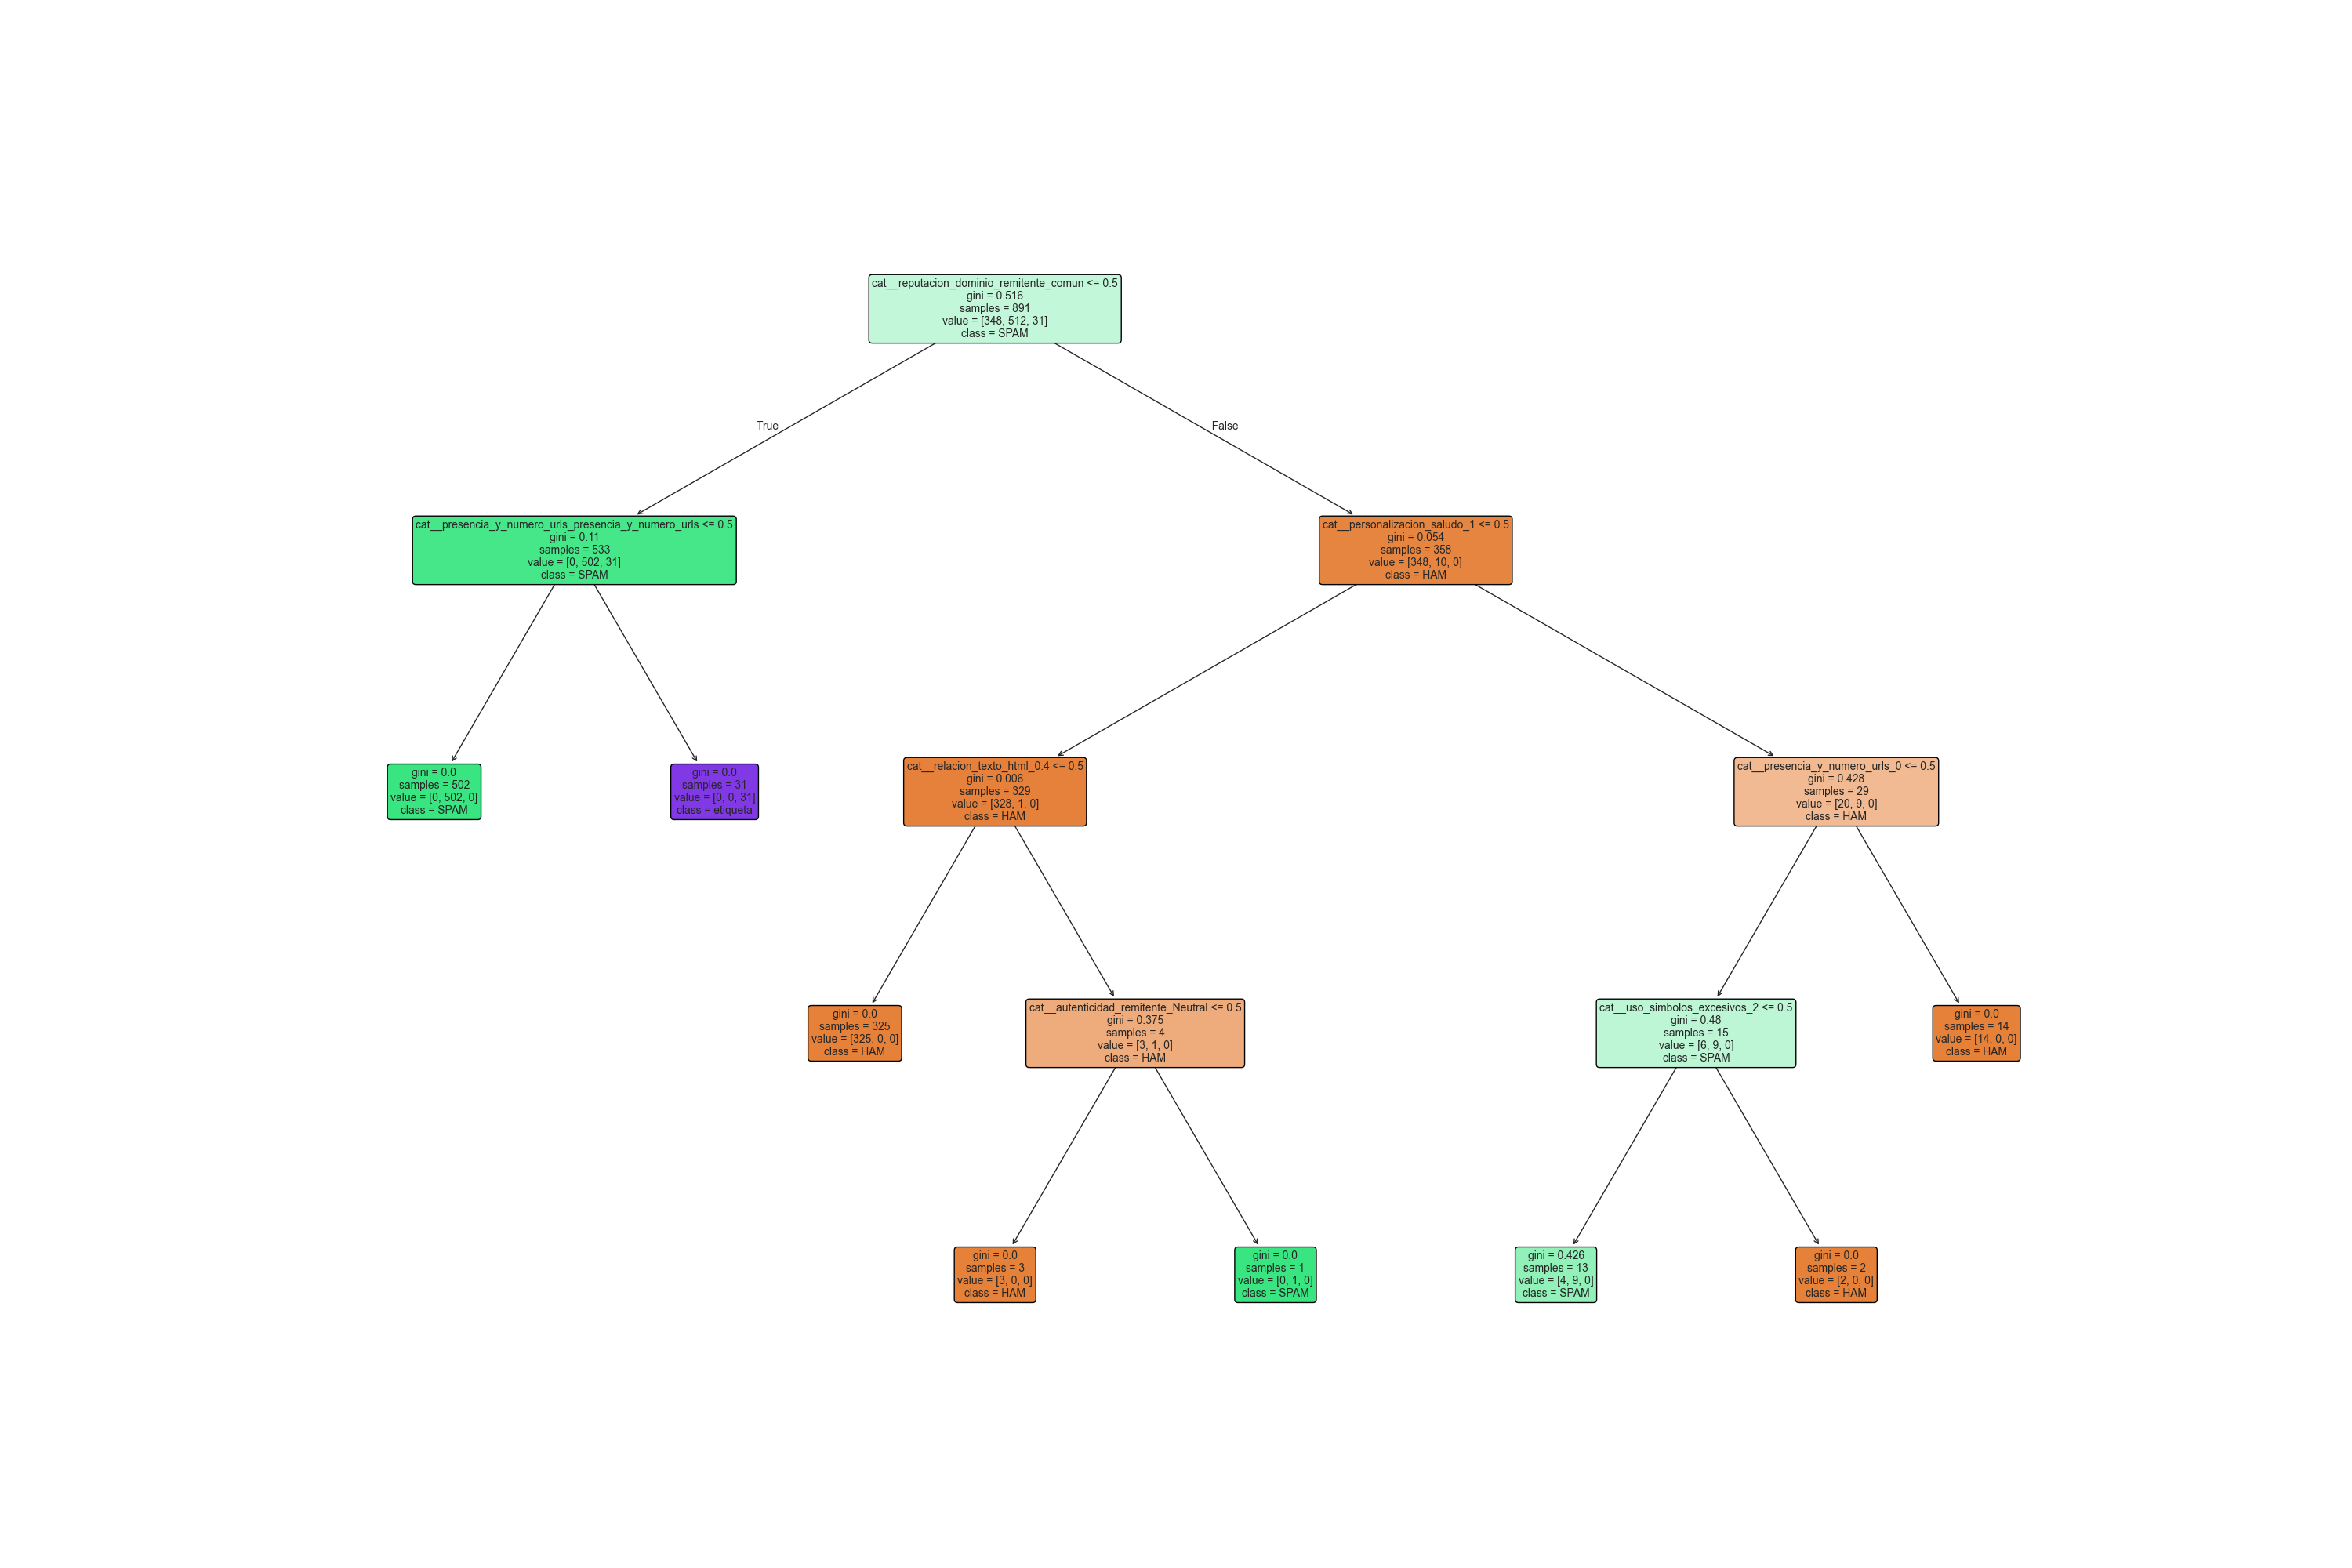 cat__reputacion_dominio_remitente_comun <= 0.5
gini = 0.516
samples = 891
value = [348, 512, 31]
class = SPAM
True
False
cat__presencia_y_numero_urls_presencia_y_numero_urls <= 0.5
gini = 0.11
samples = 533
value = [0, 502, 31]
class = SPAM
cat__personalizacion_saludo_1 <= 0.5
gini = 0.054
samples = 358
value = [348, 10, 0]
class = HAM
gini = 0.0
samples = 502
value = [0, 502, 0]
class = SPAM
gini = 0.0
samples = 31
value = [0, 0, 31]
class = etiqueta
cat__relacion_texto_html_0.4 <= 0.5
gini = 0.006
samples = 329
value = [328, 1, 0]
class = HAM
cat__presencia_y_numero_urls_0 <= 0.5
gini = 0.428
samples = 29
value = [20, 9, 0]
class = HAM
gini = 0.0
samples = 325
value = [325, 0, 0]
class = HAM
cat__autenticidad_remitente_Neutral <= 0.5
gini = 0.375
samples = 4
value = [3, 1, 0]
class = HAM
cat__uso_simbolos_excesivos_2 <= 0.5
gini = 0.48
samples = 15
value = [6, 9, 0]
class = SPAM
gini = 0.0
samples = 14
value = [14, 0, 0]
class = HAM
gini = 0.0
samples = 3
value = [3, 0, 0]
class = HAM
gini = 0.0
samples = 1
value = [0, 1, 0]
class = SPAM
gini = 0.426
samples = 13
value = [4, 9, 0]
class = SPAM
gini = 0.0
samples = 2
value = [2, 0, 0]
class = HAM